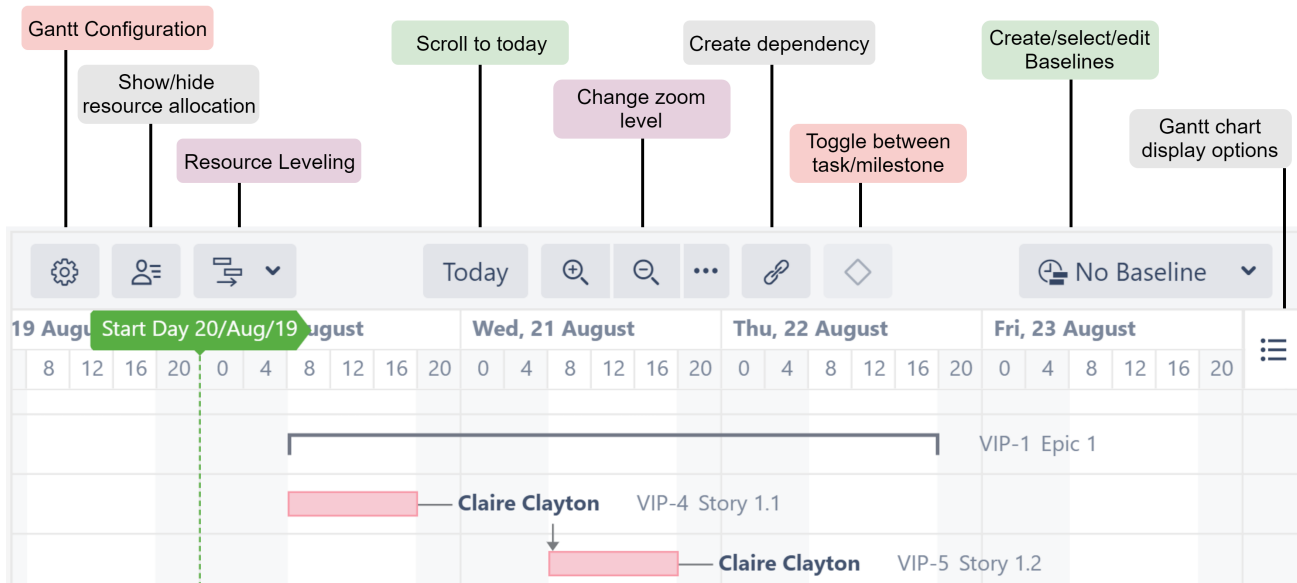 Gantt Configuration
Show/hide
resource allocation
Resource Leveling
Scroll to today
Change zoom
level
Create dependency
Toggle between
task/milestone
Create/select/edit
Baselines
Gantt chart
display options
Today
No Baseline
19 Augu
Start Day 20/Aug/19
ugust
Wed, 21 August
Thu, 22 August
Fri, 23 August
8 12 16 20 0 4 8 12 16 20 0 4 8 12 16 20 0 4 8 12 16 20 0 4 8 12 16 20
VIP-1 Epic 1
Claire Clayton VIP-4 Story 1.1
Claire Clayton VIP-5 Story 1.2